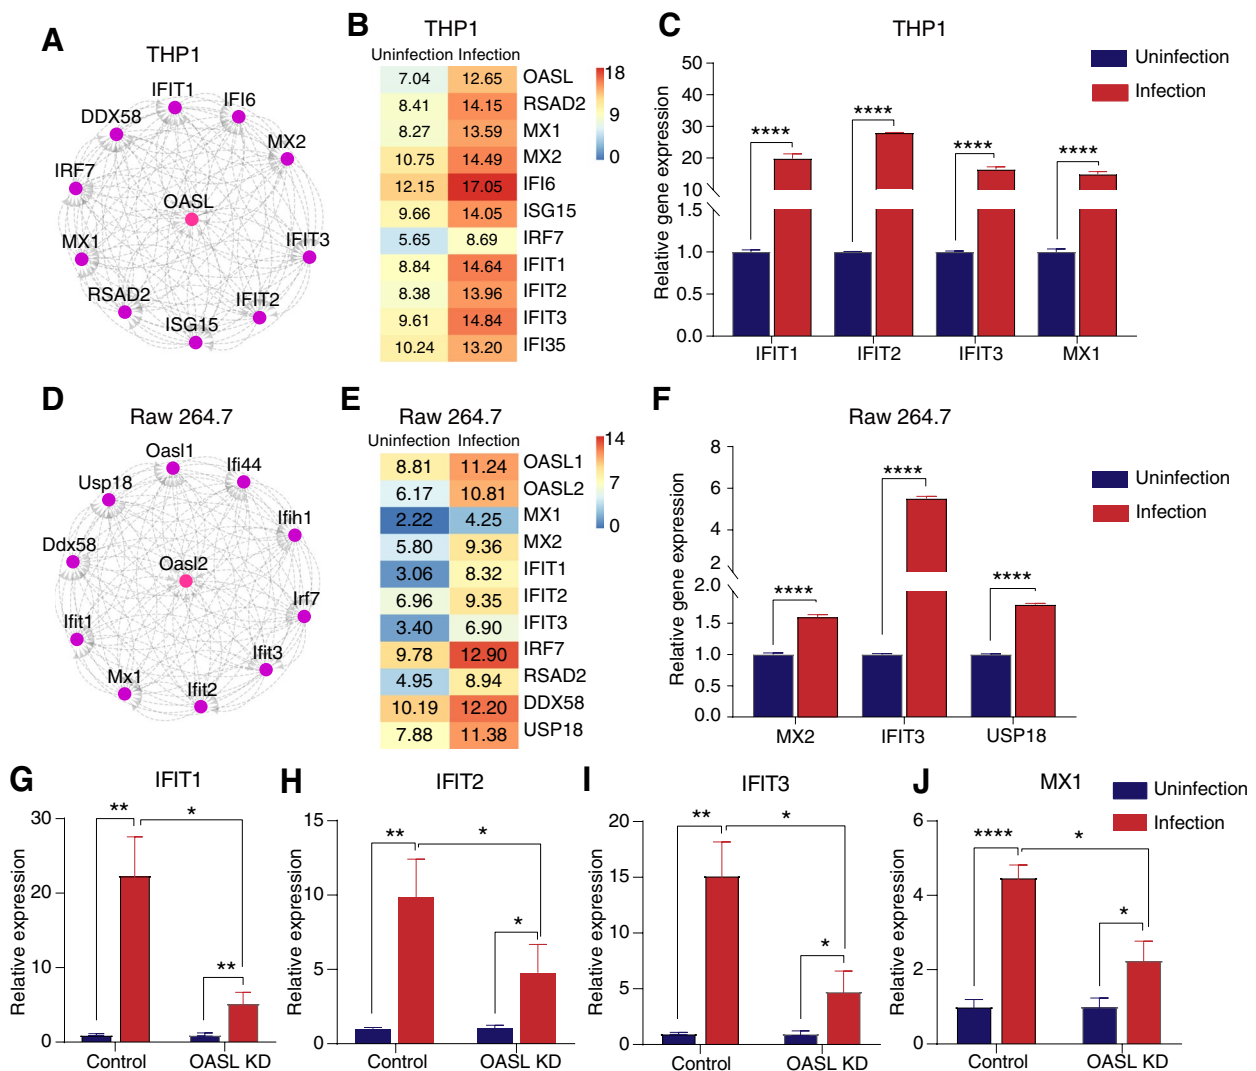 A
THP1
IFIT1
IFI6
DDX58
MX2
IRF7
OASL
MX1
IFIT3
RSAD2
IFIT2
ISG15
B
THP1
Uninfection Infection
7.04 12.65 OASL
8.41 14.15 RSAD2
8.27 13.59 MX1
10.75 14.49 MX2
12.15 17.05 IFI6
9.66 14.05 ISG15
5.65 8.69 IRF7
8.84 14.64 IFIT1
8.38 13.96 IFIT2
9.61 14.84 IFIT3
10.24 13.20 IFI35
18
9
0
C
THP1
Uninfection
Infection
Relative gene expression
50
40
30
20
10
1.5
1.0
0.5
0.0
**** **** **** ****
IFIT1 IFIT2 IFIT3 MX1
D
Raw 264.7
Oasl1
Ifi44
Usp18
Ifih1
Ddx58
Oasl2
Irf7
Ifit1
Ifit3
Mx1
Ifit2
E
Raw 264.7
Uninfection Infection
8.81 11.24 OASL1
6.17 10.81 OASL2
2.22 4.25 MX1
5.80 9.36 MX2
3.06 8.32 IFIT1
6.96 9.35 IFIT2
3.40 6.90 IFIT3
9.78 12.90 IRF7
4.95 8.94 RSAD2
10.19 12.20 DDX58
7.88 11.38 USP18
14
7
0
F
Raw 264.7
Uninfection
Infection
Relative gene expression
8
6
4
2
2.0
1.5
1.0
0.5
0.0
**** **** ****
MX2 IFIT3 USP18
G
IFIT1
Relative expression
30
20
10
0
** *
**
Control OASL KD
H
IFIT2
Relative expression
15
10
5
0
** *
*
Control OASL KD
I
IFIT3
Relative expression
20
15
10
5
0
** *
*
Control OASL KD
J
MX1
Uninfection
Infection
Relative expression
6
4
2
0
**** *
*
Control OASL KD